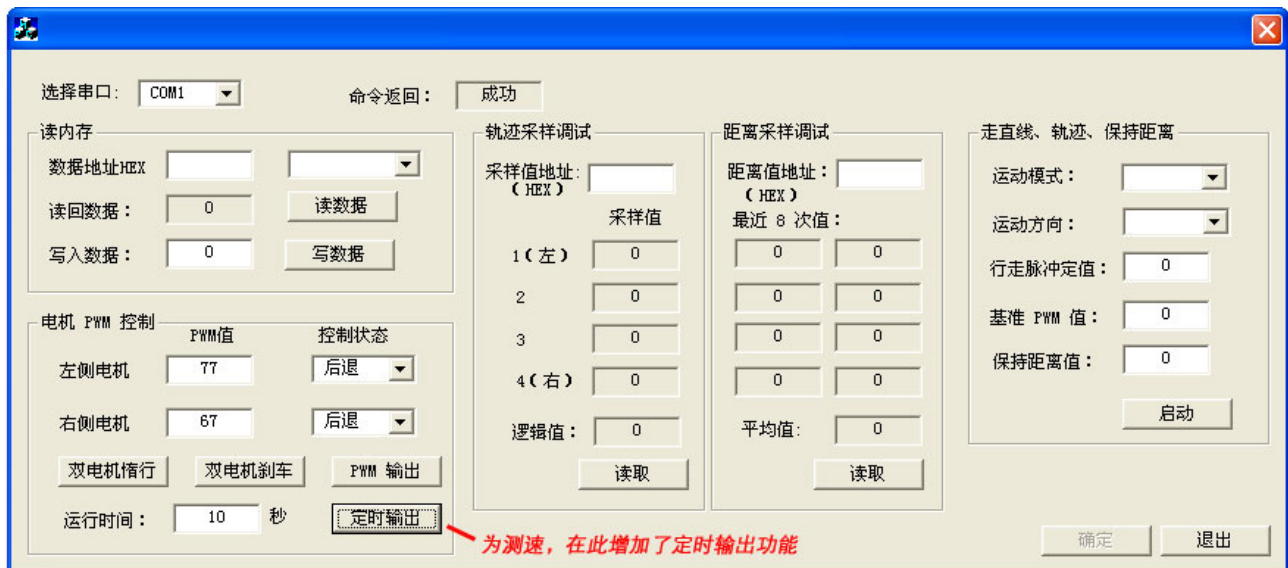 选择串口: COM1 命令返回: 成功
读内存
数据地址HEX
读回数据: 0 读数据
写入数据: 0 写数据
电机 PWM 控制
PWM值 控制状态
左侧电机 77 后退
右侧电机 67 后退
双电机惰行 双电机刹车 PWM 输出
运行时间: 10 秒 定时输出
为测速，在此增加了定时输出功能
轨迹采样调试
采样值地址:
(HEX)
采样值
1(左) 0
2 0
3 0
4(右) 0
逻辑值: 0
读取
距离采样调试
距离值地址:
(HEX)
最近 8 次值:
0 0
0 0
0 0
0 0
平均值: 0
读取
走直线、轨迹、保持距离
运动模式:
运动方向:
行走脉冲定值: 0
基准 PWM 值: 0
保持距离值: 0
启动
确定 退出